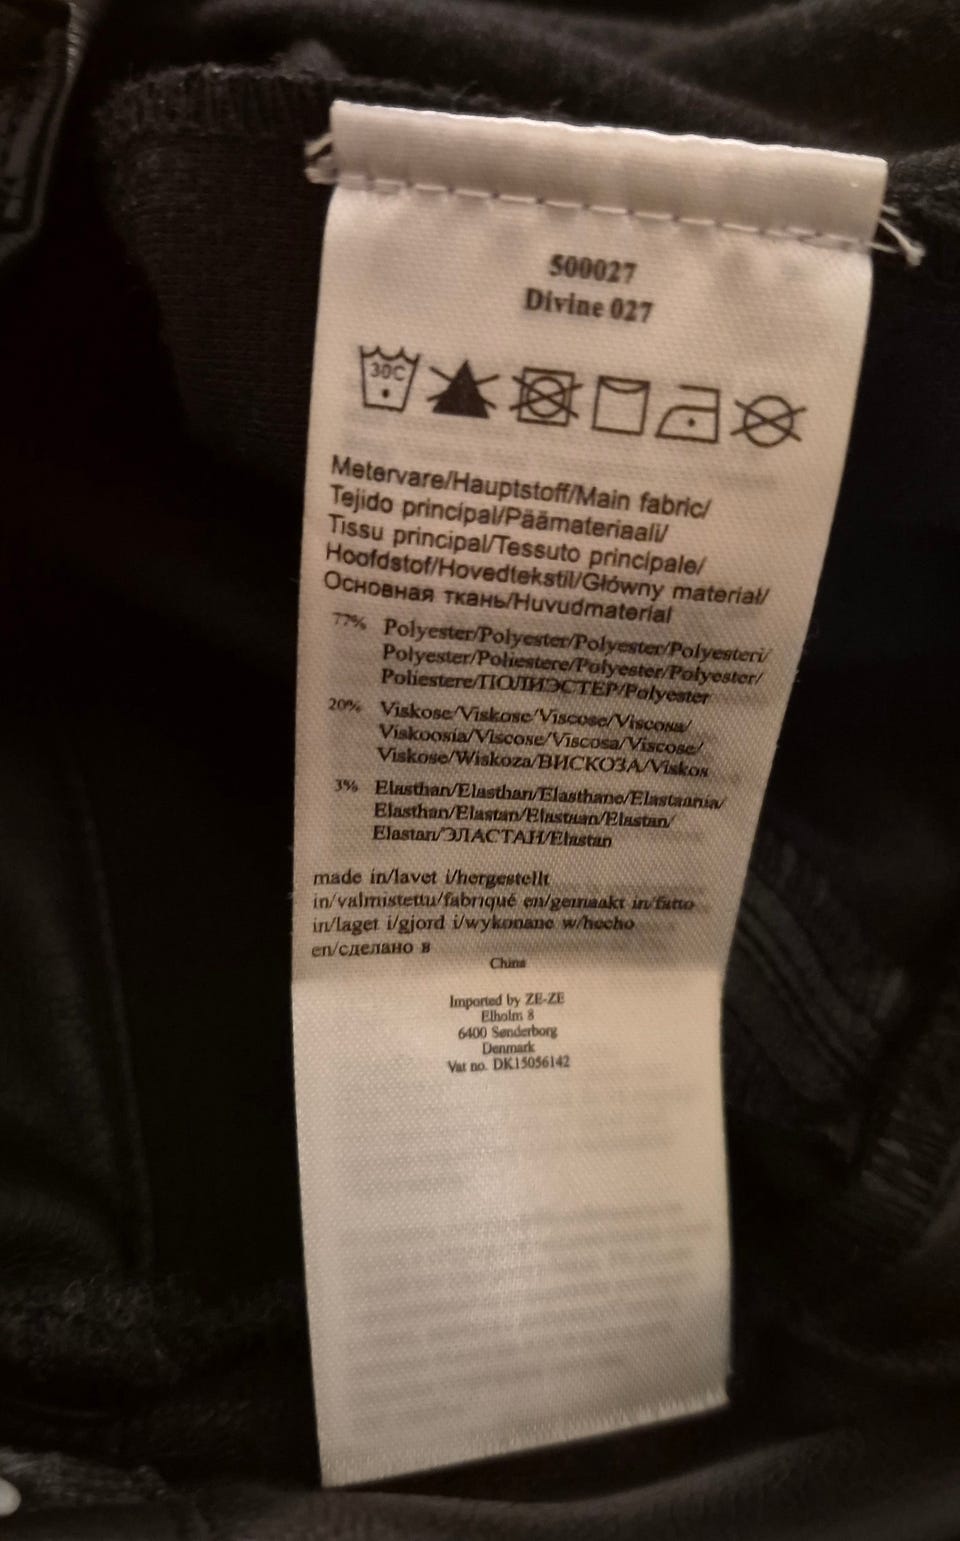 500027
Divine 027
30C
Metervare/Hauptstoff/Main fabric/
Tejido principal/Päämateriaali/
Tissu principal/Tessuto principale/
Hoofdstof/Hovedtekstil/Główny materiał/
Основная ткань/Huvudmaterial
77% Polyester/Polyester/Polyester/Polyesteri/
Polyester/Poliestere/Polyester/Polyester/
Poliestere/ПОЛИЭСТЕР/Polyester
20% Viskose/Viskose/Viscose/Viscosa/
Viskoosia/Viscose/Viscosa/Viscose/
Viskose/Wiskoza/ВИСКОЗА/Viskos
3% Elasthan/Elasthan/Elasthane/Elastaania/
Elasthan/Elastan/Elastaan/Elastan/
Elastan/ЭЛАСТАН/Elastan
made in/lavet i/hergestellt
in/valmistettu/fabriqué en/gemaakt in/fatto
in/laget i/gjord i/wykonane w/hecho
en/сделано в
China
Imported by ZE-ZE
Elholm 8
6400 Sønderborg
Denmark
Vat no. DK15056142